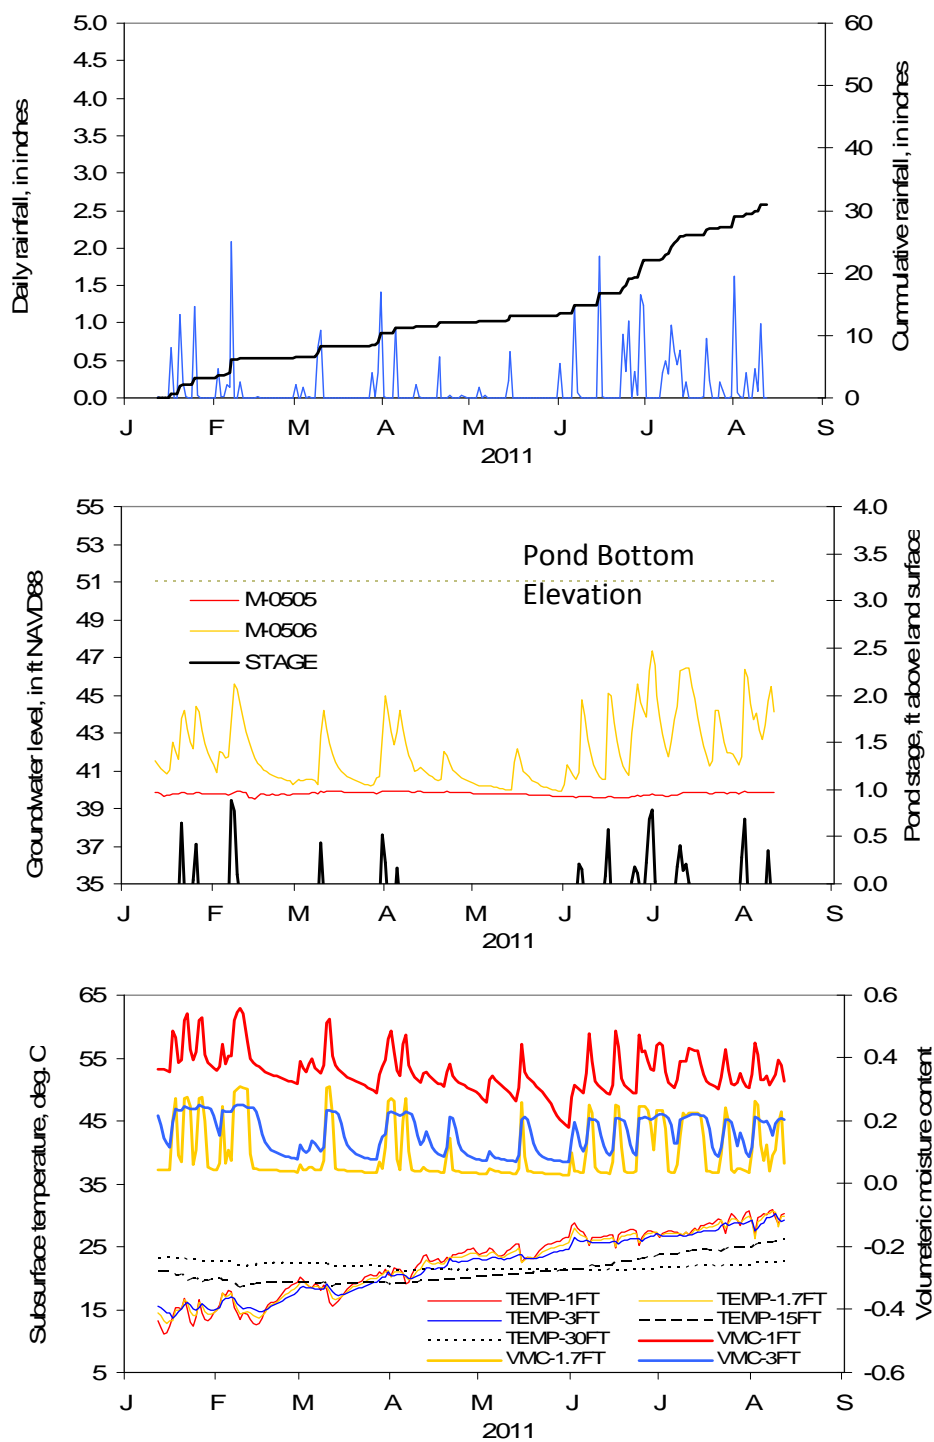 5.0 60
4.5
4.0 50
3.5
3.0 40
2.5 30
2.0
1.5 20
1.0 10
0.5
0.0 0
Daily rainfall, in inches
Cummulative rainfall, in inches
J F M A M J J A S
2011
55 4.0
53 3.5
51 3.0
49 2.5
47
45 2.0
43 1.5
41 1.0
39
37 0.5
35 0.0
Groundwater level, in ft NAVD88
Pond stage, ft above land surface
Pond Bottom
Elevation
M-0505
M-0506
STAGE
J F M A M J J A S
2011
65 0.6
55 0.4
45 0.2
35 0.0
25 -0.2
15 -0.4
5 -0.6
Subsurface temperature, deg. C
Volumeteric moisture content
TEMP-1FT TEMP-1.7FT
TEMP-3FT TEMP-15FT
TEMP-30FT VMC-1FT
VMC-1.7FT VMC-3FT
J F M A M J J A S
2011